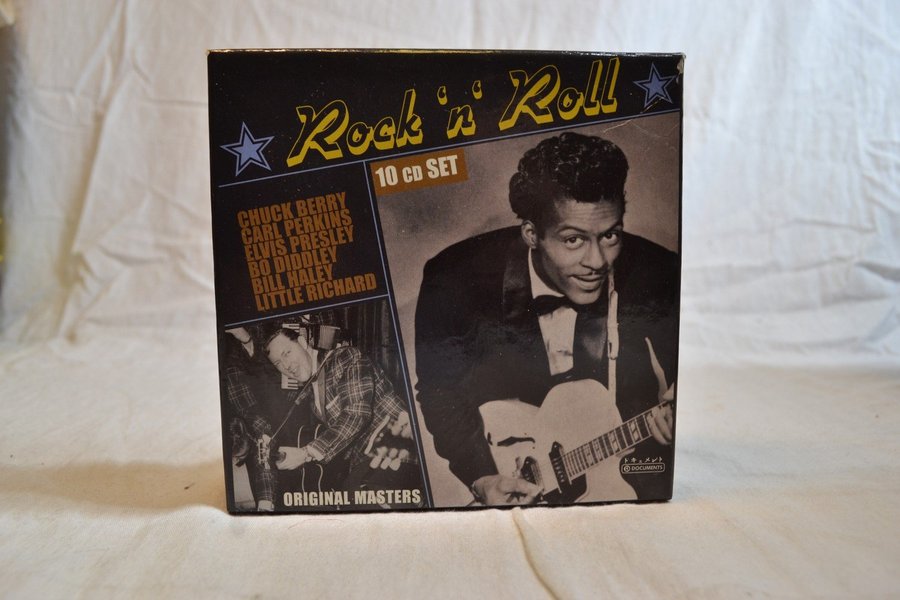 Rock 'n' Roll
10 CD SET
CHUCK BERRY
CARL PERKINS
ELVIS PRESLEY
BO DIDDLEY
BILL HALEY
LITTLE RICHARD
ORIGINAL MASTERS
ドキュメント
DOCUMENTS